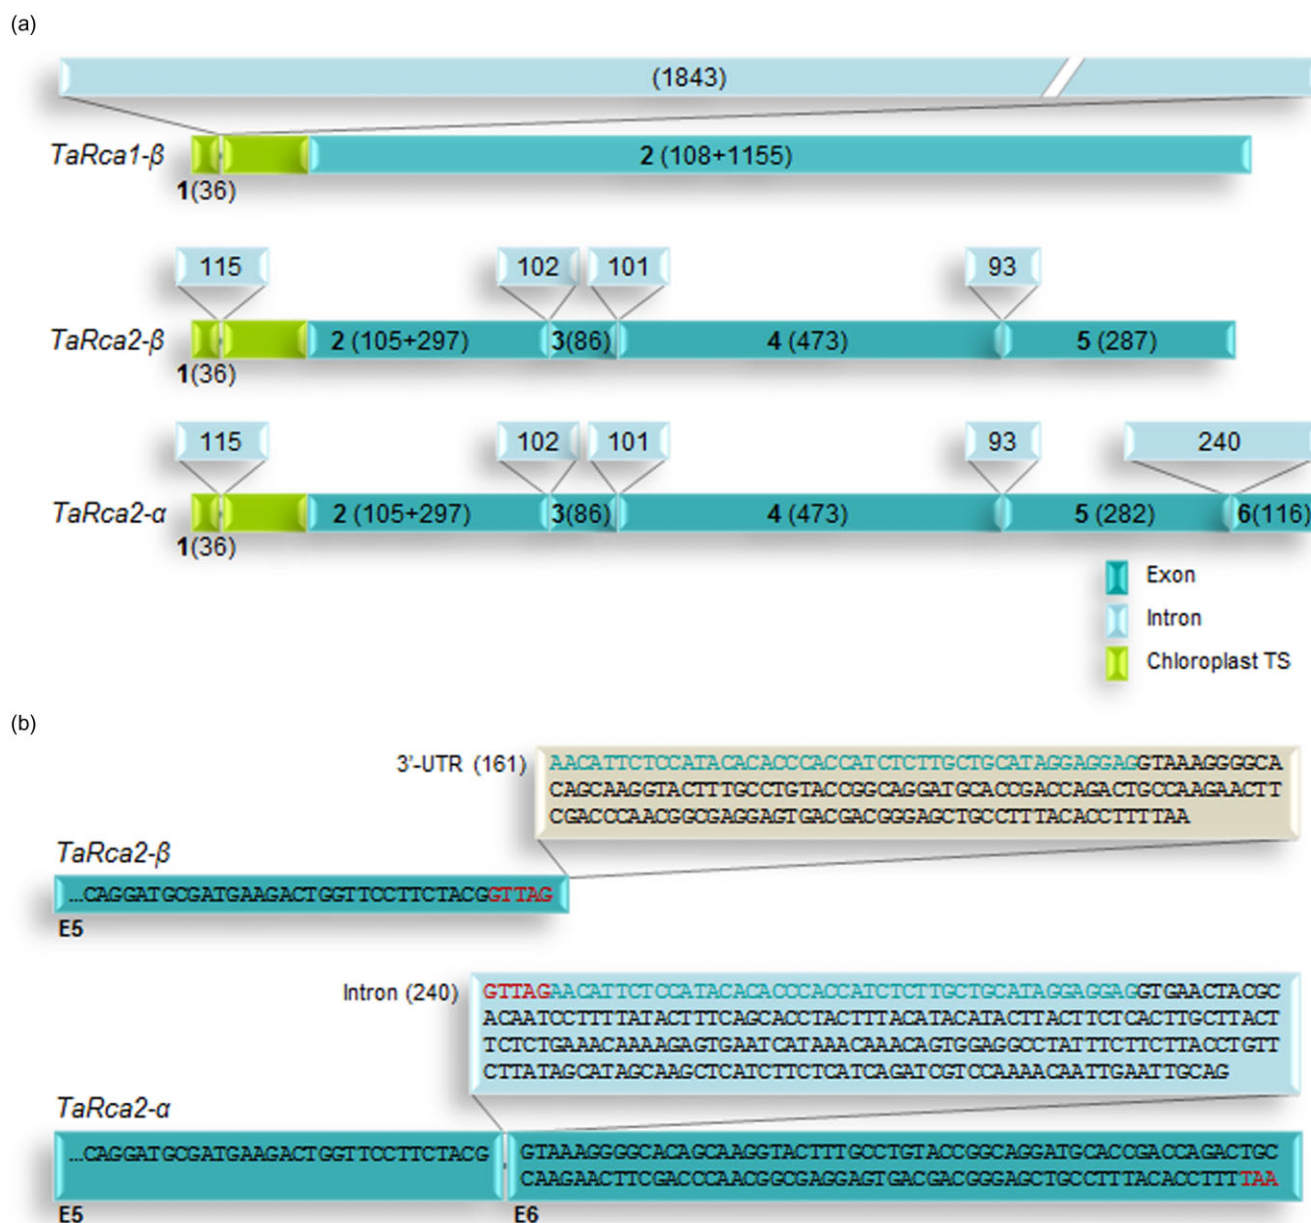 (a)
(1843)
TaRca1-β
2 (108+1155)
1(36)
115
102
101
93
TaRca2-β
2 (105+297)
3(86)
4 (473)
5 (287)
1(36)
115
102
101
93
240
TaRca2-α
2 (105+297)
3(86)
4 (473)
5 (282)
6(116)
1(36)
Exon
Intron
Chloroplast TS
(b)
3'-UTR (161)
AACATTCTCCATACACACCCACCATCTCTTGCTGCATAGGAGGAGGTAAAGGGGCA
CAGCAAGGTACTTTGCCTGTACCGGCAGGATGCACCGACCAGACTGCCAAGAACTT
CGACCCAACGGCGAGGAGTGACGACGGGAGCTGCCTTTACACCTTTTAA
TaRca2-β
...CAGGATGCGATGAAGACTGGTTCCTTCTACGGTTAG
E5
Intron (240)
GTTAGAACATTCTCCATACACACCCACCATCTCTTGCTGCATAGGAGGAGGTGAACTACGC
ACAATCCTTTTATACTTTCAGCACCTACTTTACATACATACTTACTTCTCACTTGCTTACT
TCTCTGAAACAAAAGAGTGAATCATAAACAAACAGTGGAGGCCTATTTCTTCTTACCTGTT
CTTATAGCATAGCAAGCTCATCTTCTCATCAGATCGTCCAAAACAATTGAATTGCAG
TaRca2-α
...CAGGATGCGATGAAGACTGGTTCCTTCTACG
GTAAAGGGGCACAGCAAGGTACTTTGCCTGTACCGGCAGGATGCACCGACCAGACTGC
CAAGAACTTCGACCCAACGGCGAGGAGTGACGACGGGAGCTGCCTTTACACCTTTTAA
E5
E6